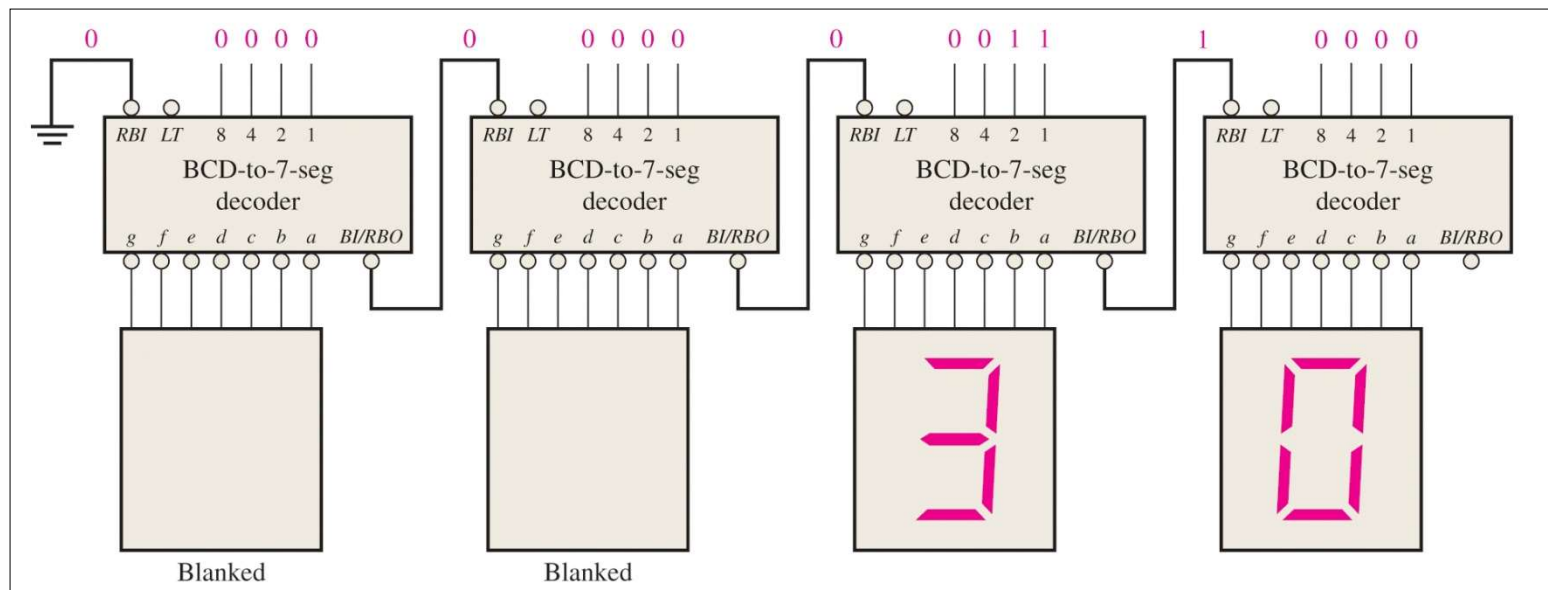 0 0 0 0 0 0 0 0 0 0 0 0 0 1 1 1 0 0 0 0
RBI LT 8 4 2 1 RBI LT 8 4 2 1 RBI LT 8 4 2 1 RBI LT 8 4 2 1
BCD-to-7-seg BCD-to-7-seg BCD-to-7-seg BCD-to-7-seg
decoder decoder decoder decoder
g f e d c b a BI/RBO g f e d c b a BI/RBO g f e d c b a BI/RBO g f e d c b a BI/RBO
3 0
Blanked Blanked